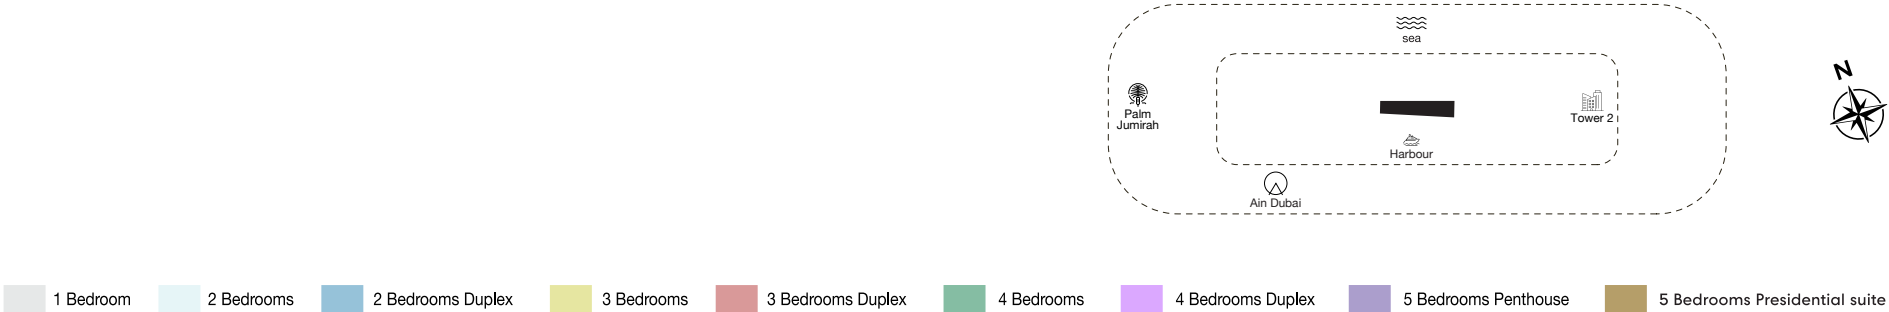 sea
N
Palm
Jumirah
Tower 2
Harbour
Ain Dubai
1 Bedroom
2 Bedrooms
2 Bedrooms Duplex
3 Bedrooms
3 Bedrooms Duplex
4 Bedrooms
4 Bedrooms Duplex
5 Bedrooms Penthouse
5 Bedrooms Presidential suite